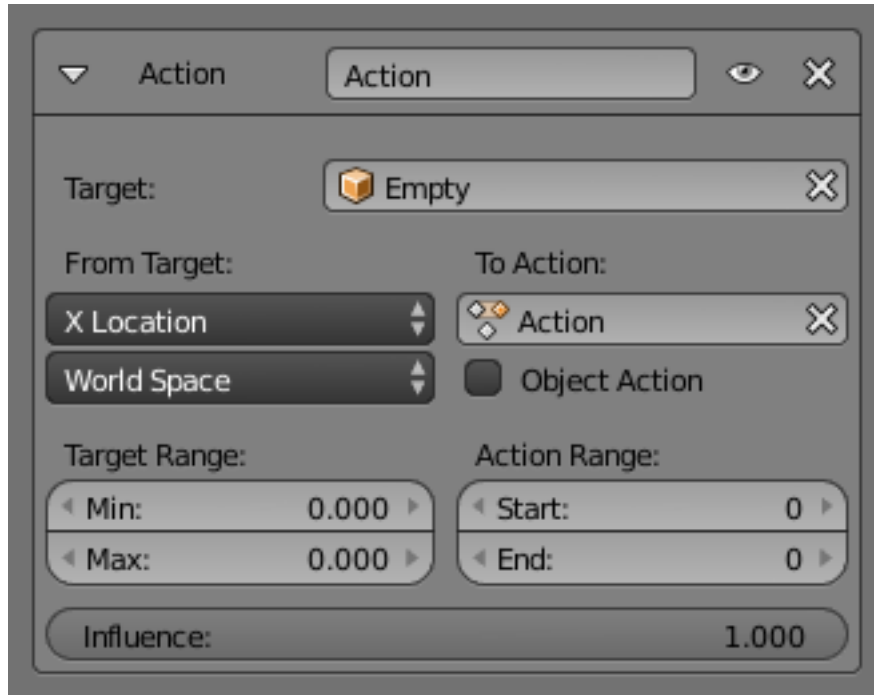 Action Action
Target: Empty
From Target: To Action:
X Location Action
World Space Object Action
Target Range: Action Range:
Min: 0.000 Start: 0
Max: 0.000 End: 0
Influence: 1.000